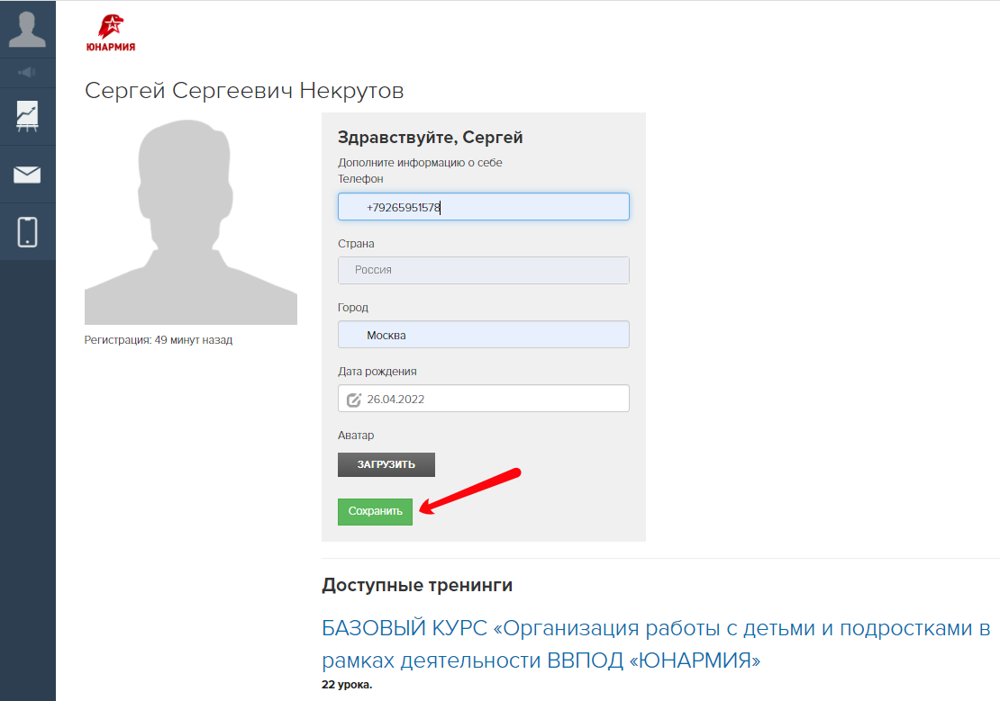 ЮНАРМИЯ
Сергей Сергеевич Некрутов
Регистрация: 49 минут назад
Здравствуйте, Сергей
Дополните информацию о себе
Телефон
+79265951578
Страна
Россия
Город
Москва
Дата рождения
26.04.2022
Аватар
ЗАГРУЗИТЬ
Сохранить
Доступные тренинги
БАЗОВЫЙ КУРС «Организация работы с детьми и подростками в
рамках деятельности ВВПОД «ЮНАРМИЯ»
22 урока.